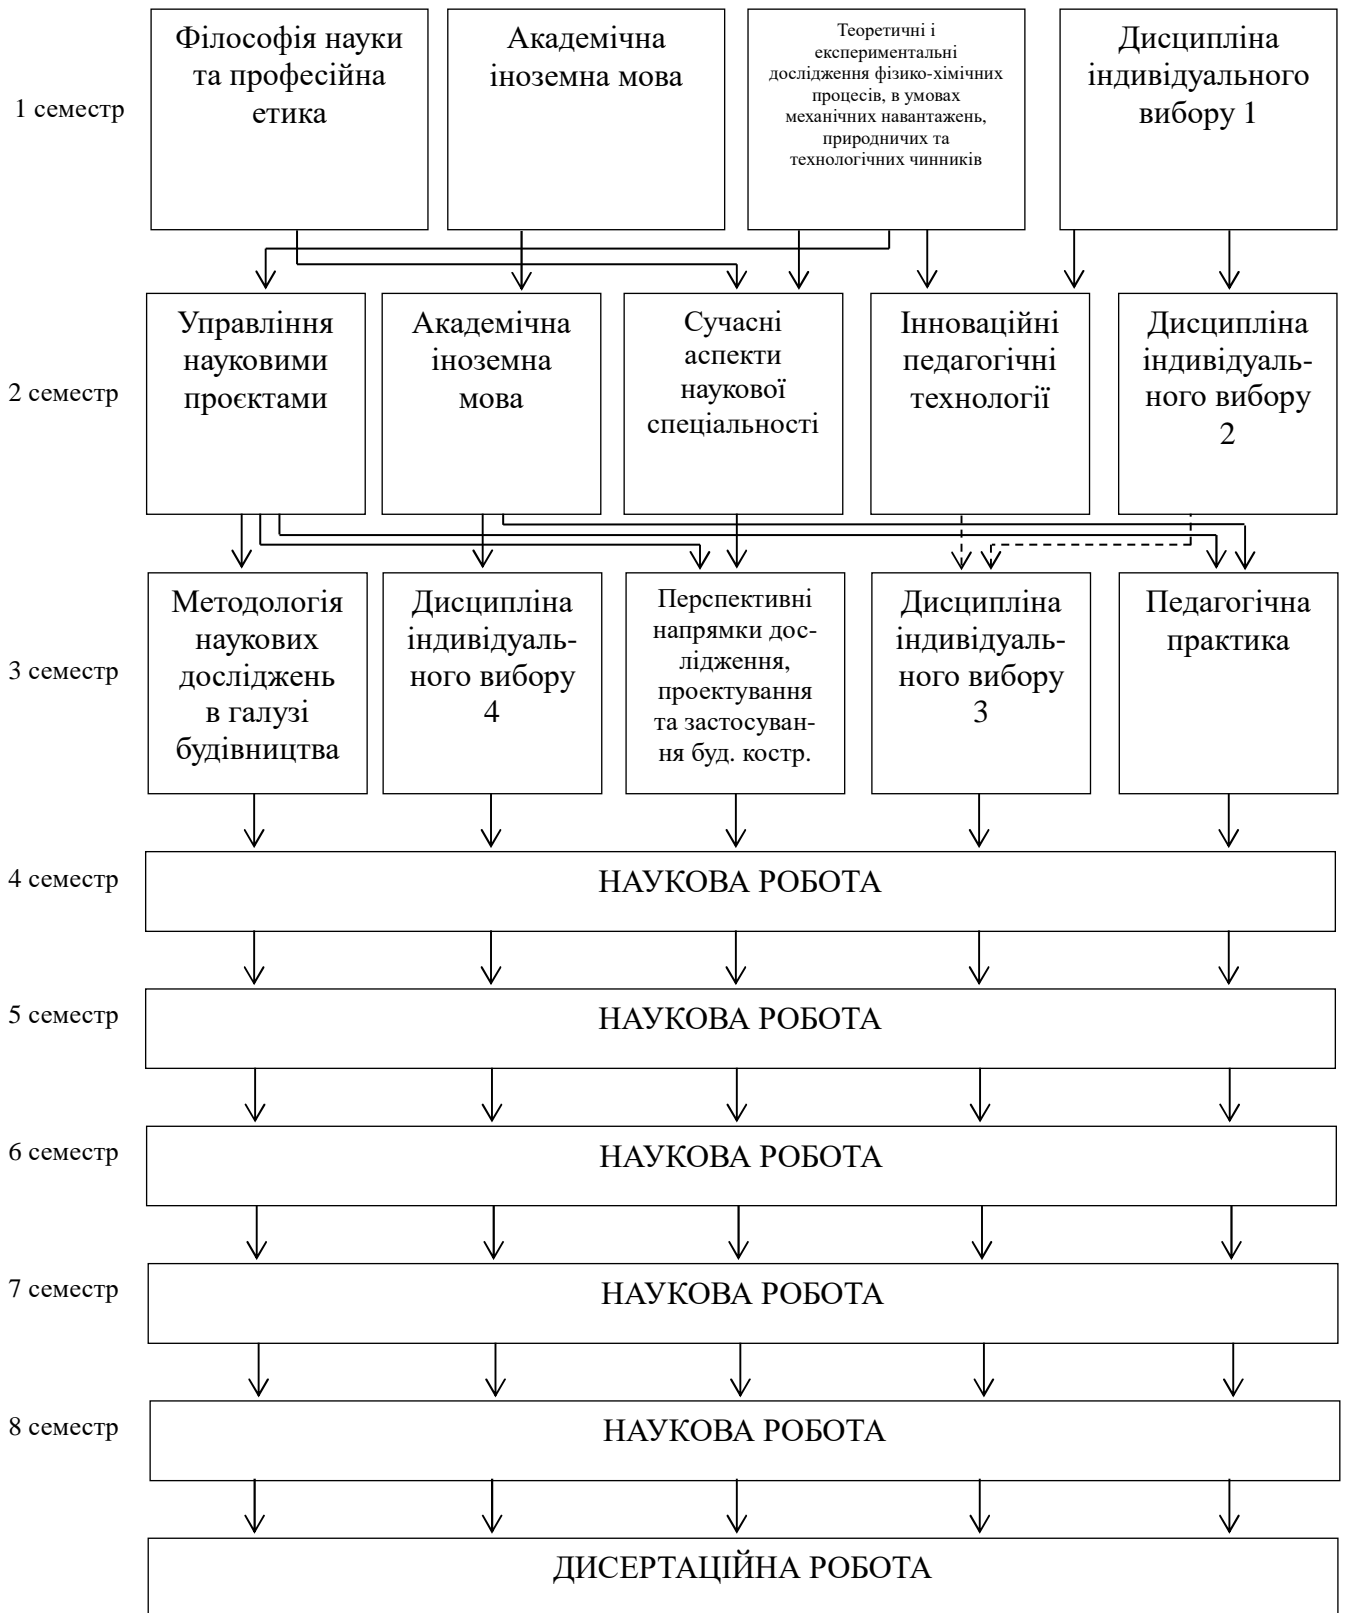 1 семестр
Філософія науки
та професійна
етика
Академічна
іноземна мова
Теоретичні і
експериментальні
дослідження фізико-хімічних
процесів, в умовах
механічних навантажень,
природничих та
технологічних чинників
Дисципліна
індивідуального
вибору 1
2 семестр
Управління
науковими
проєктами
Академічна
іноземна
мова
Сучасні
аспекти
наукової
спеціальності
Інноваційні
педагогічні
технології
Дисципліна
індивідуаль-
ного вибору
2
3 семестр
Методологія
наукових
досліджень
в галузі
будівництва
Дисципліна
індивідуаль-
ного вибору
4
Перспективні
напрямки дос-
лідження,
проектування
та застосуван-
ня буд. костр.
Дисципліна
індивідуаль-
ного вибору
3
Педагогічна
практика
4 семестр
НАУКОВА РОБОТА
5 семестр
НАУКОВА РОБОТА
6 семестр
НАУКОВА РОБОТА
7 семестр
НАУКОВА РОБОТА
8 семестр
НАУКОВА РОБОТА
ДИСЕРТАЦІЙНА РОБОТА